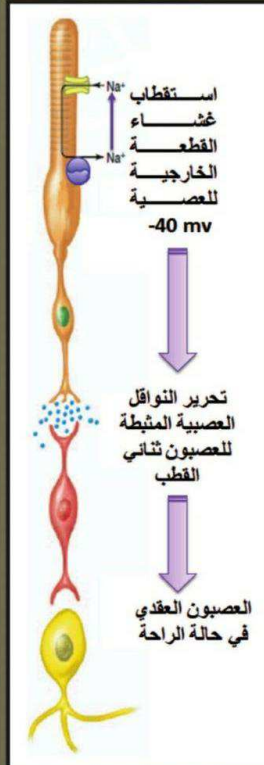 Na⁺
Na⁺
استقطاب
غشاء
القطعة
الخارجية
للعصية
-40 mv
تحرير النواقل
العصبية المثبطة
للعصبون ثنائي
القطب
العصبون العقدي
في حالة الراحة